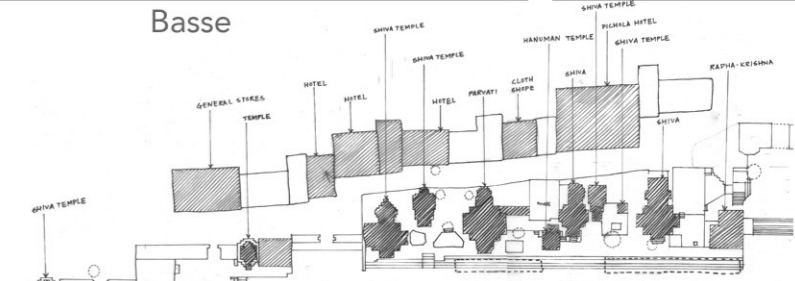 Basse
SHIVA TEMPLE
GENERAL STORES
TEMPLE
HOTEL
HOTEL
SHIVA TEMPLE
SHIVA TEMPLE
HOTEL
PARVATI
CLOTH
SHOPS
HANUMAN TEMPLE
SHIVA
SHIVA TEMPLE
PICHOLA HOTEL
SHIVA TEMPLE
SHIVA
RADHA-KRISHNA